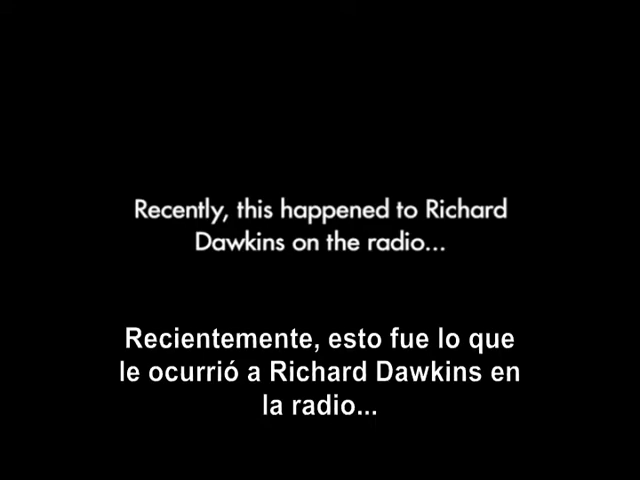 Recently, this happened to Richard
Dawkins on the radio...
Recientemente, esto fue lo que
le ocurrió a Richard Dawkins en
la radio...